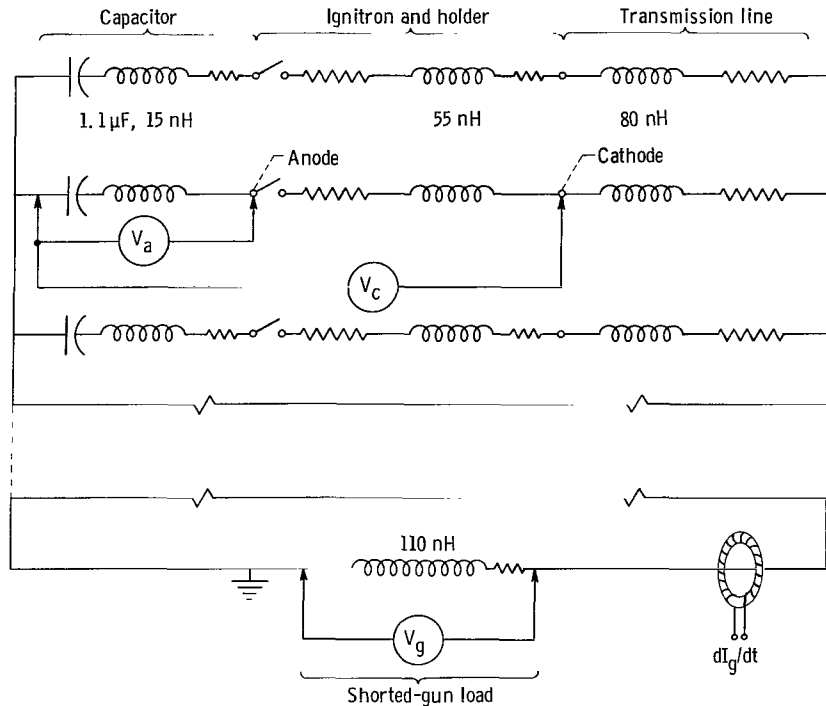 Capacitor Ignitron and holder Transmission line
1.1 μF, 15 nH 55 nH 80 nH
Anode Cathode
Va
Vc
110 nH
Vg
dIg/dt
Shorted-gun load